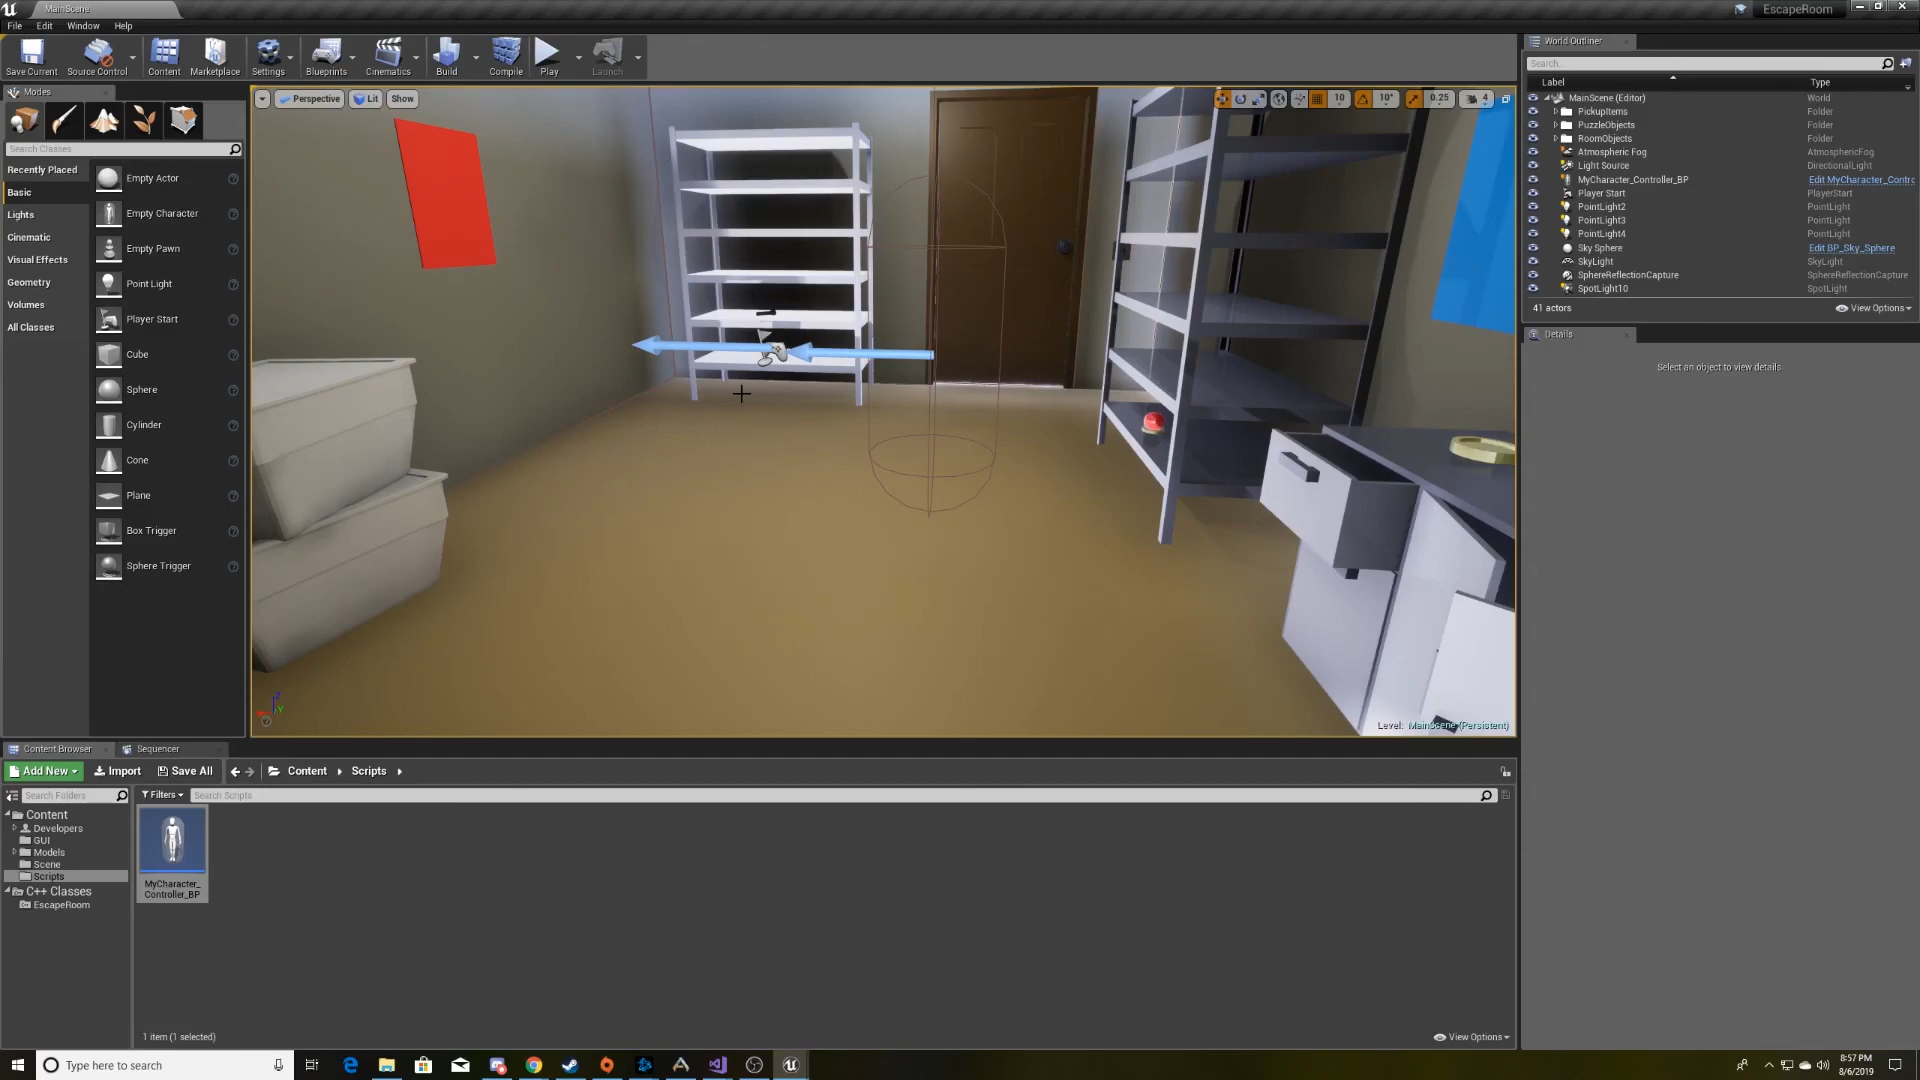 MainScene
EscapeRoom
File Edit Window Help
Save Current Source Control Content Marketplace Settings Blueprints Cinematics Build Compile Play Launch
Modes
Search Classes
Recently Placed
Basic
Lights
Cinematic
Visual Effects
Geometry
Volumes
All Classes
Empty Actor
Empty Character
Empty Pawn
Point Light
Player Start
Cube
Sphere
Cylinder
Cone
Plane
Box Trigger
Sphere Trigger
Perspective Lit Show
10 10° 0.25 4
Level: MainScene (Persistent)
World Outliner
Search...
Label Type
MainScene (Editor) World
PickupItems Folder
PuzzleObjects Folder
RoomObjects Folder
Atmospheric Fog AtmosphericFog
Light Source DirectionalLight
MyCharacter_Controller_BP Edit MyCharacter_Contro
Player Start PlayerStart
PointLight2 PointLight
PointLight3 PointLight
PointLight4 PointLight
Sky Sphere Edit BP_Sky_Sphere
SkyLight SkyLight
SphereReflectionCapture SphereReflectionCapture
SpotLight10 SpotLight
41 actors View Options
Details
Select an object to view details
Content Browser Sequencer
Add New Import Save All Content Scripts
Search Folders
Filters Search Scripts
Content
Developers
GUI
Models
Scene
Scripts
C++ Classes
EscapeRoom
MyCharacter_
Controller_BP
1 item (1 selected)
View Options
Type here to search
8:57 PM
8/6/2019